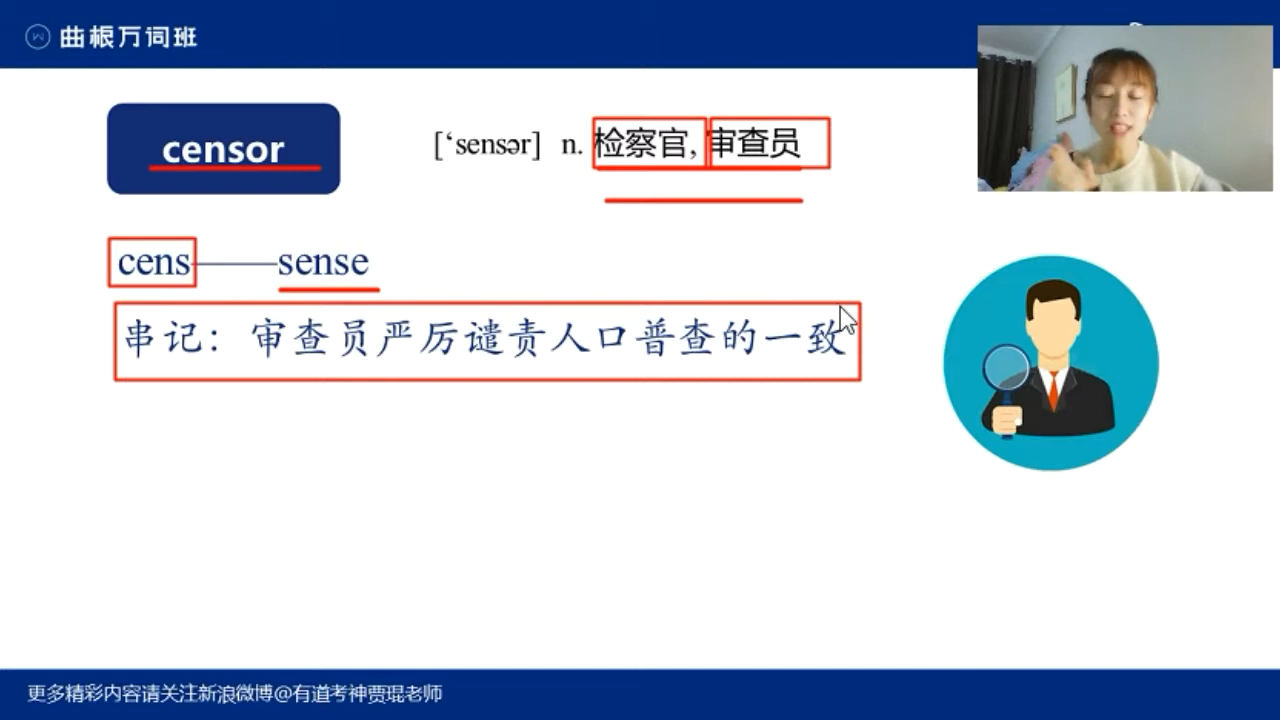 曲根万词班
censor
[‘sensər] n. 检察官, 审查员
cens——sense
串记：审查员严厉谴责人口普查的一致
更多精彩内容请关注新浪微博@有道考神贾琨老师